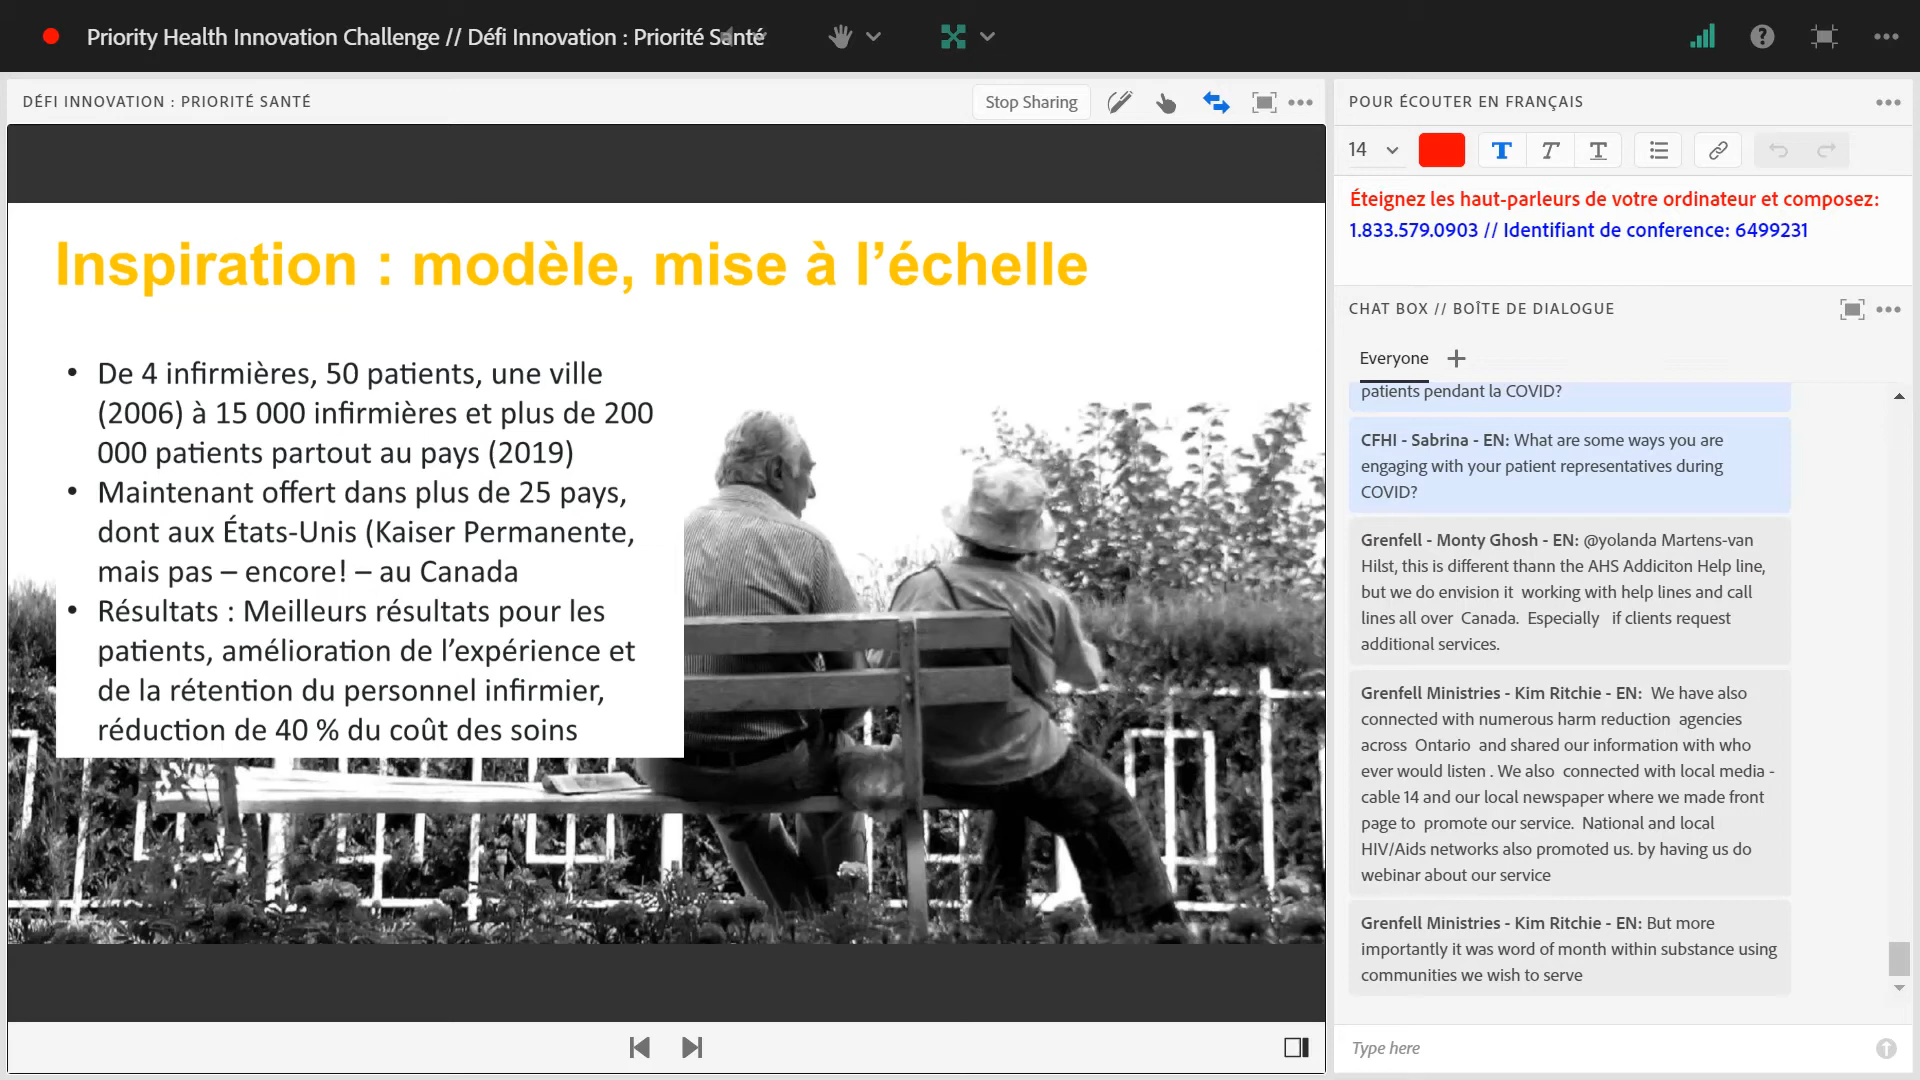 Priority Health Innovation Challenge // Défi Innovation : Priorité Santé
DÉFI INNOVATION : PRIORITÉ SANTÉ
Stop Sharing
Inspiration : modèle, mise à l’échelle
• De 4 infirmières, 50 patients, une ville
(2006) à 15 000 infirmières et plus de 200
000 patients partout au pays (2019)
• Maintenant offert dans plus de 25 pays,
dont aux États-Unis (Kaiser Permanente,
mais pas – encore! – au Canada
• Résultats : Meilleurs résultats pour les
patients, amélioration de l’expérience et
de la rétention du personnel infirmier,
réduction de 40 % du coût des soins
POUR ÉCOUTER EN FRANÇAIS
14
Éteignez les haut-parleurs de votre ordinateur et composez:
1.833.579.0903 // Identifiant de conference: 6499231
CHAT BOX // BOÎTE DE DIALOGUE
Everyone
patients pendant la COVID?
CFHI - Sabrina - EN: What are some ways you are
engaging with your patient representatives during
COVID?
Grenfell - Monty Ghosh - EN: @yolanda Martens-van
Hilst, this is different thann the AHS Addiciton Help line,
but we do envision it working with help lines and call
lines all over Canada. Especially if clients request
additional services.
Grenfell Ministries - Kim Ritchie - EN: We have also
connected with numerous harm reduction agencies
across Ontario and shared our information with who
ever would listen . We also connected with local media -
cable 14 and our local newspaper where we made front
page to promote our service. National and local
HIV/Aids networks also promoted us. by having us do
webinar about our service
Grenfell Ministries - Kim Ritchie - EN: But more
importantly it was word of month within substance using
communities we wish to serve
Type here